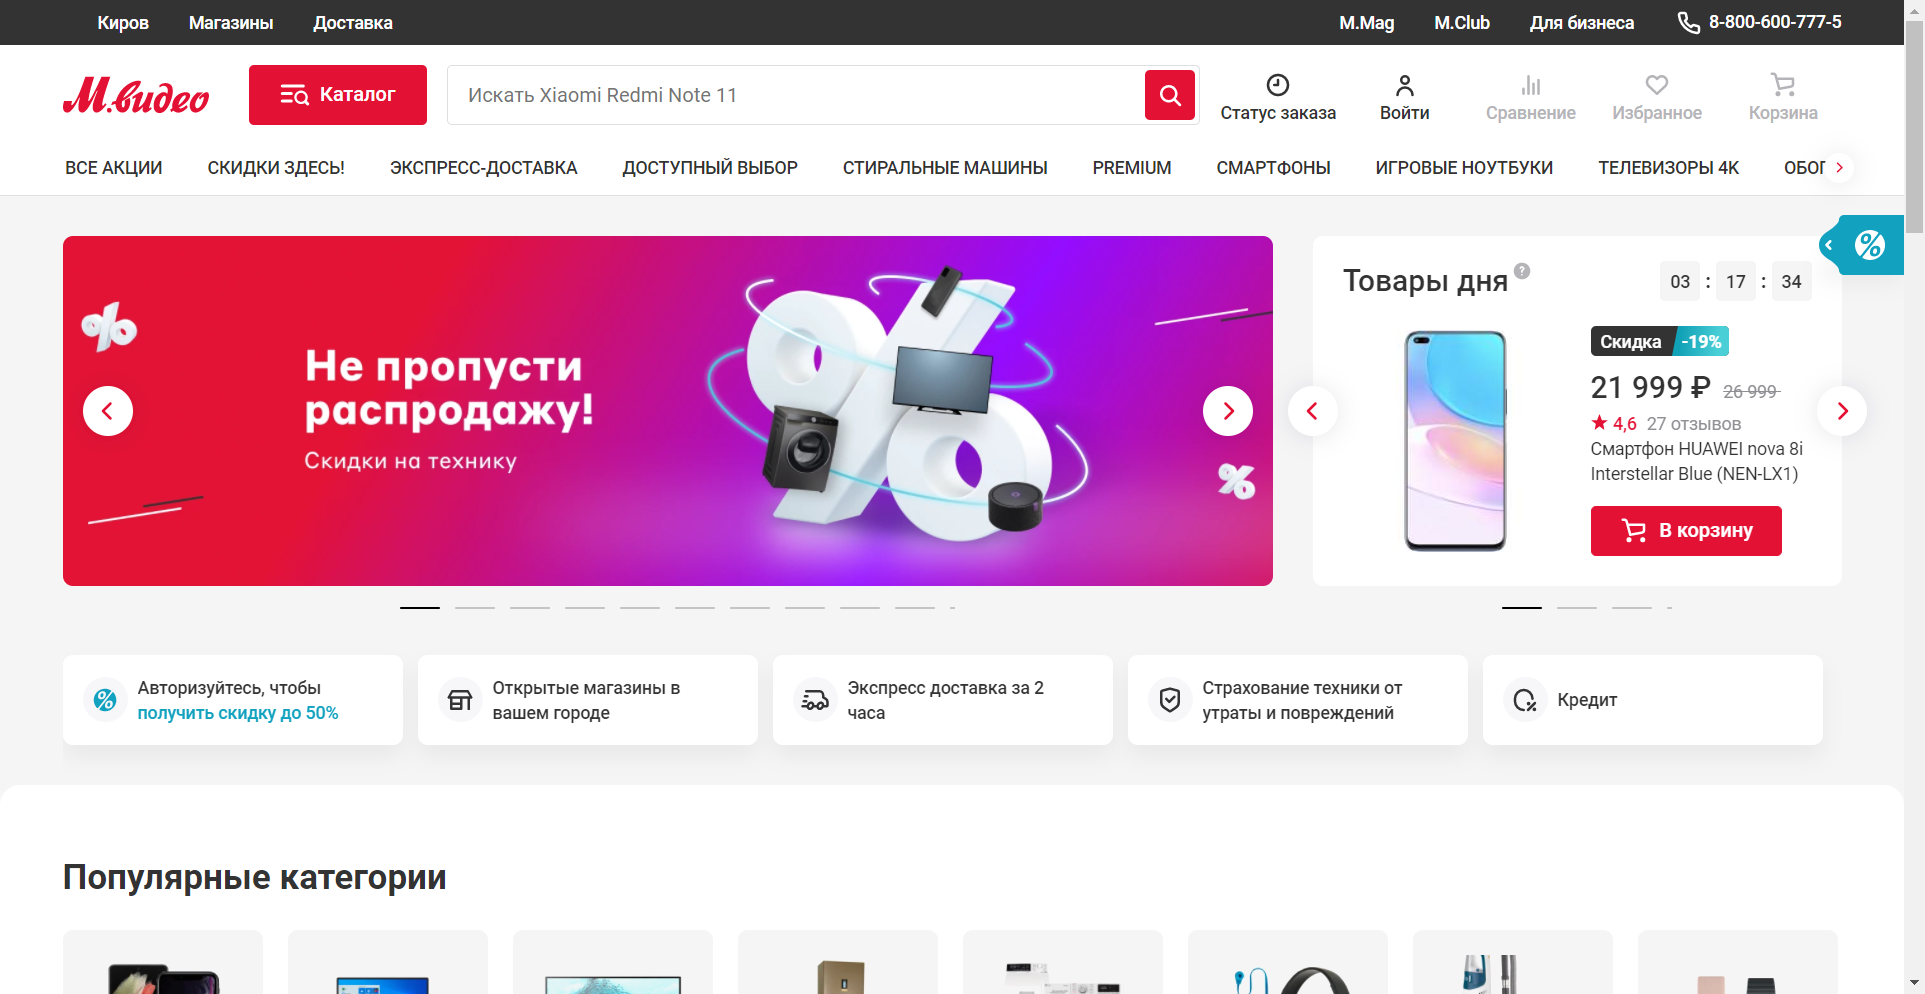 Киров Магазины Доставка M.Mag M.Club Для бизнеса 8-800-600-777-5
М.видео Каталог Искать Xiaomi Redmi Note 11 Статус заказа Войти Сравнение Избранное Корзина
ВСЕ АКЦИИ СКИДКИ ЗДЕСЬ! ЭКСПРЕСС-ДОСТАВКА ДОСТУПНЫЙ ВЫБОР СТИРАЛЬНЫЕ МАШИНЫ PREMIUM СМАРТФОНЫ ИГРОВЫЕ НОУТБУКИ ТЕЛЕВИЗОРЫ 4K
Не пропусти
распродажу!
Скидки на технику
Товары дня ? 03 : 17 : 34
Скидка -19%
21 999 ₽ 26 999
4,6 27 отзывов
Смартфон HUAWEI nova 8i
Interstellar Blue (NEN-LX1)
В корзину
Авторизуйтесь, чтобы
получить скидку до 50%
Открытые магазины в
вашем городе
Экспресс доставка за 2
часа
Страхование техники от
утраты и повреждений
Кредит
Популярные категории